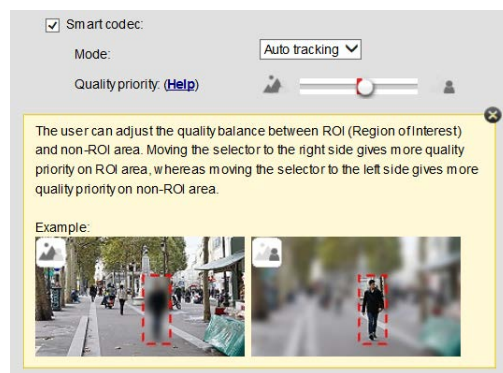 Smart codec:
Mode: Auto tracking
Quality priority: (Help)
The user can adjust the quality balance between ROI (Region of Interest)
and non-ROI area. Moving the selector to the right side gives more quality
priority on ROI area, whereas moving the selector to the left side gives more
quality priority on non-ROI area.
Example: